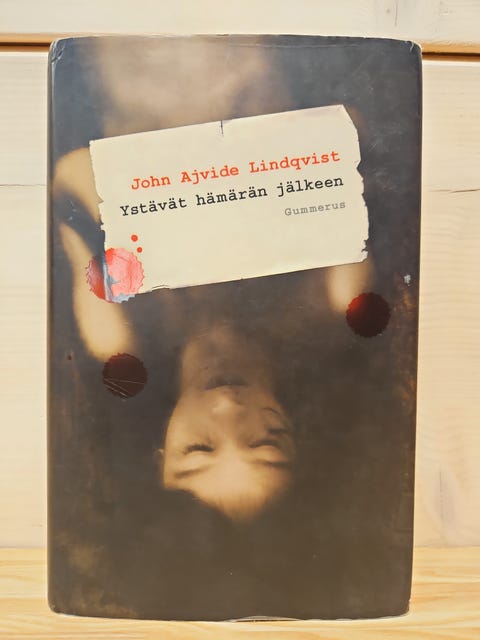 John Ajvide Lindqvist
Ystävät hämärän jälkeen
Gummerus